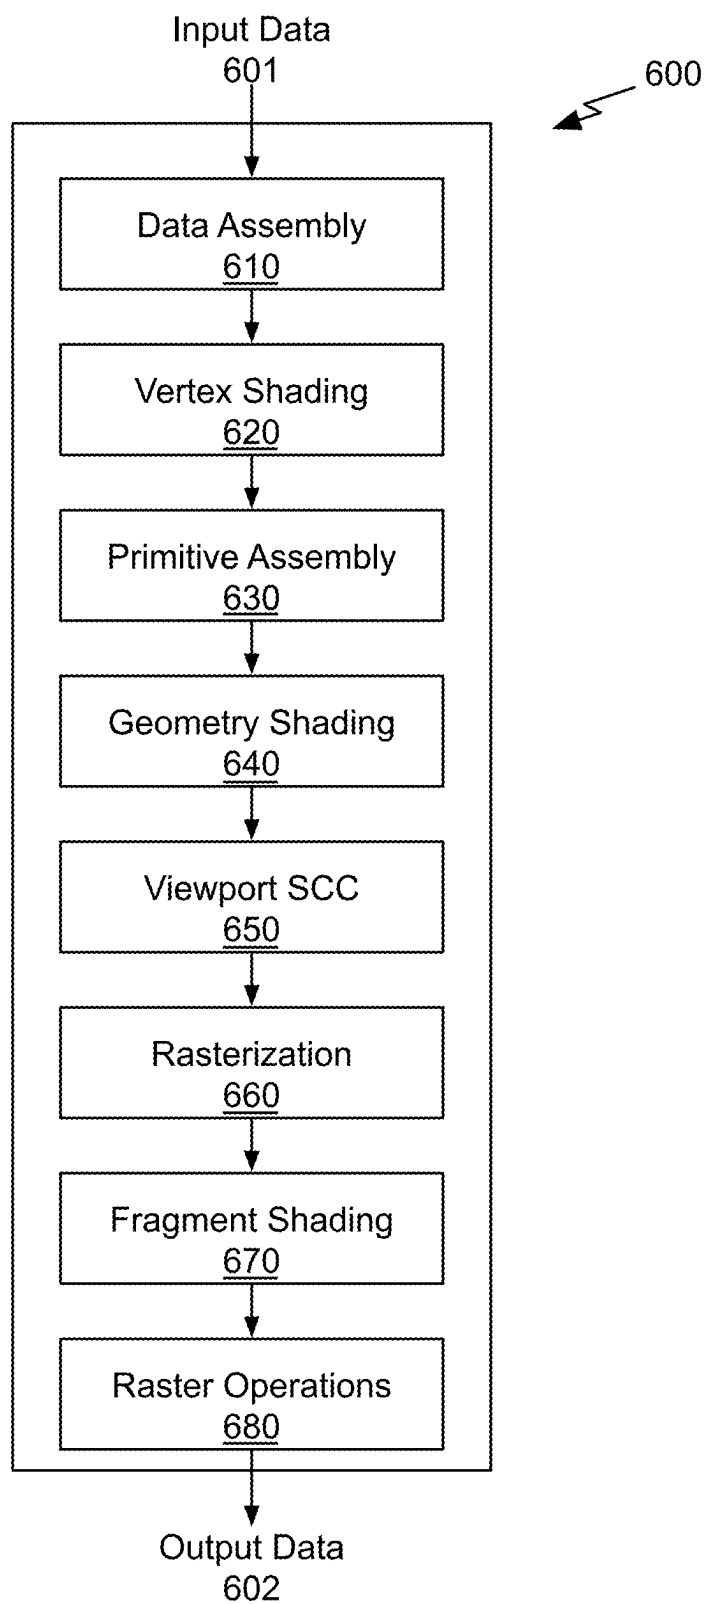 Input Data
601
600
Data Assembly
610
Vertex Shading
620
Primitive Assembly
630
Geometry Shading
640
Viewport SCC
650
Rasterization
660
Fragment Shading
670
Raster Operations
680
Output Data
602